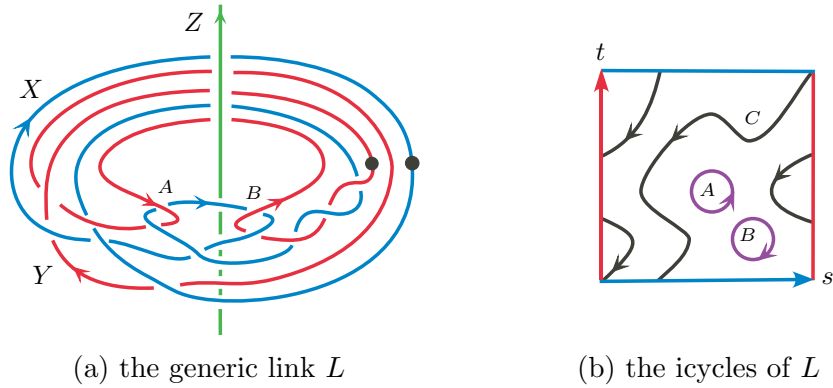 Z
X
A
B
Y
(a) the generic link L
t
C
A
B
s
(b) the icycles of L